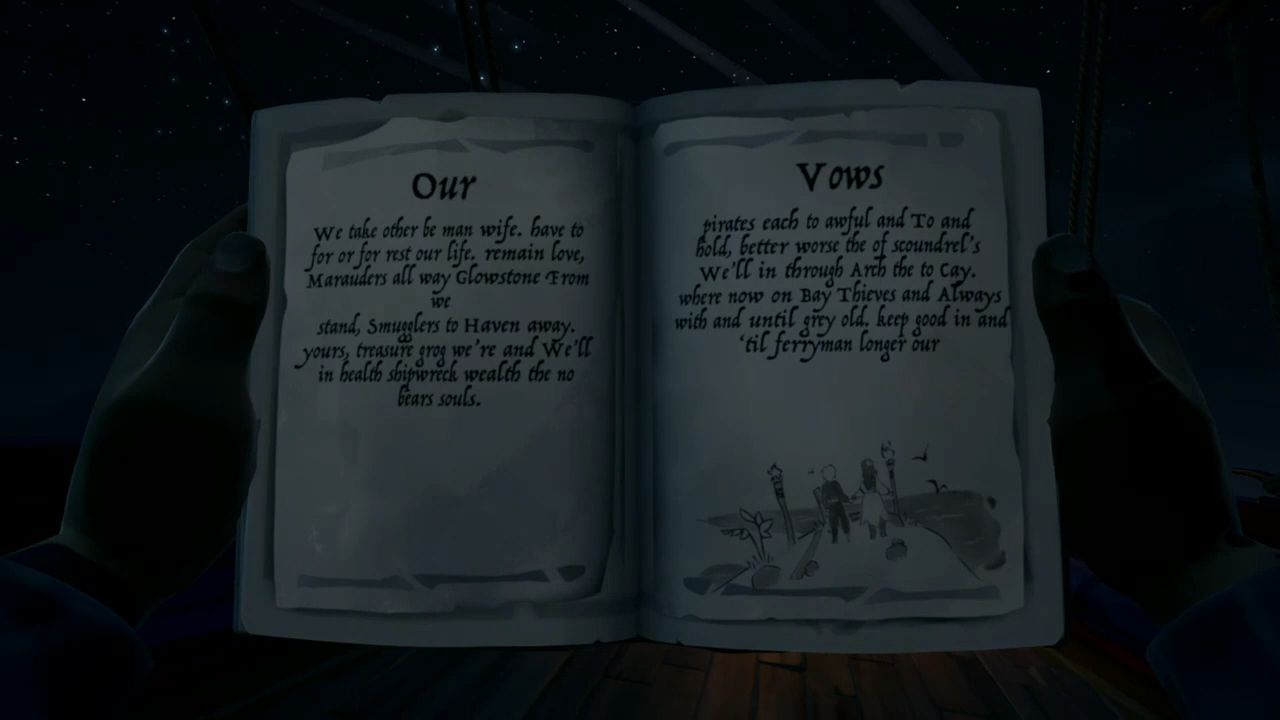 Our
We take other be man wife. have to
for or for rest our life. remain love,
Marauders all way Glowstone From
we
stand, Smugglers to Haven away.
yours, treasure grog we're and We'll
in health shipwreck wealth the no
bears souls.
Vows
pirates each to awful and To and
hold, better worse the of scoundrel's
We'll in through Arth the to Cay.
where now on Bay Thieves and Always
with and until grey old. keep good in and
'til ferryman longer our